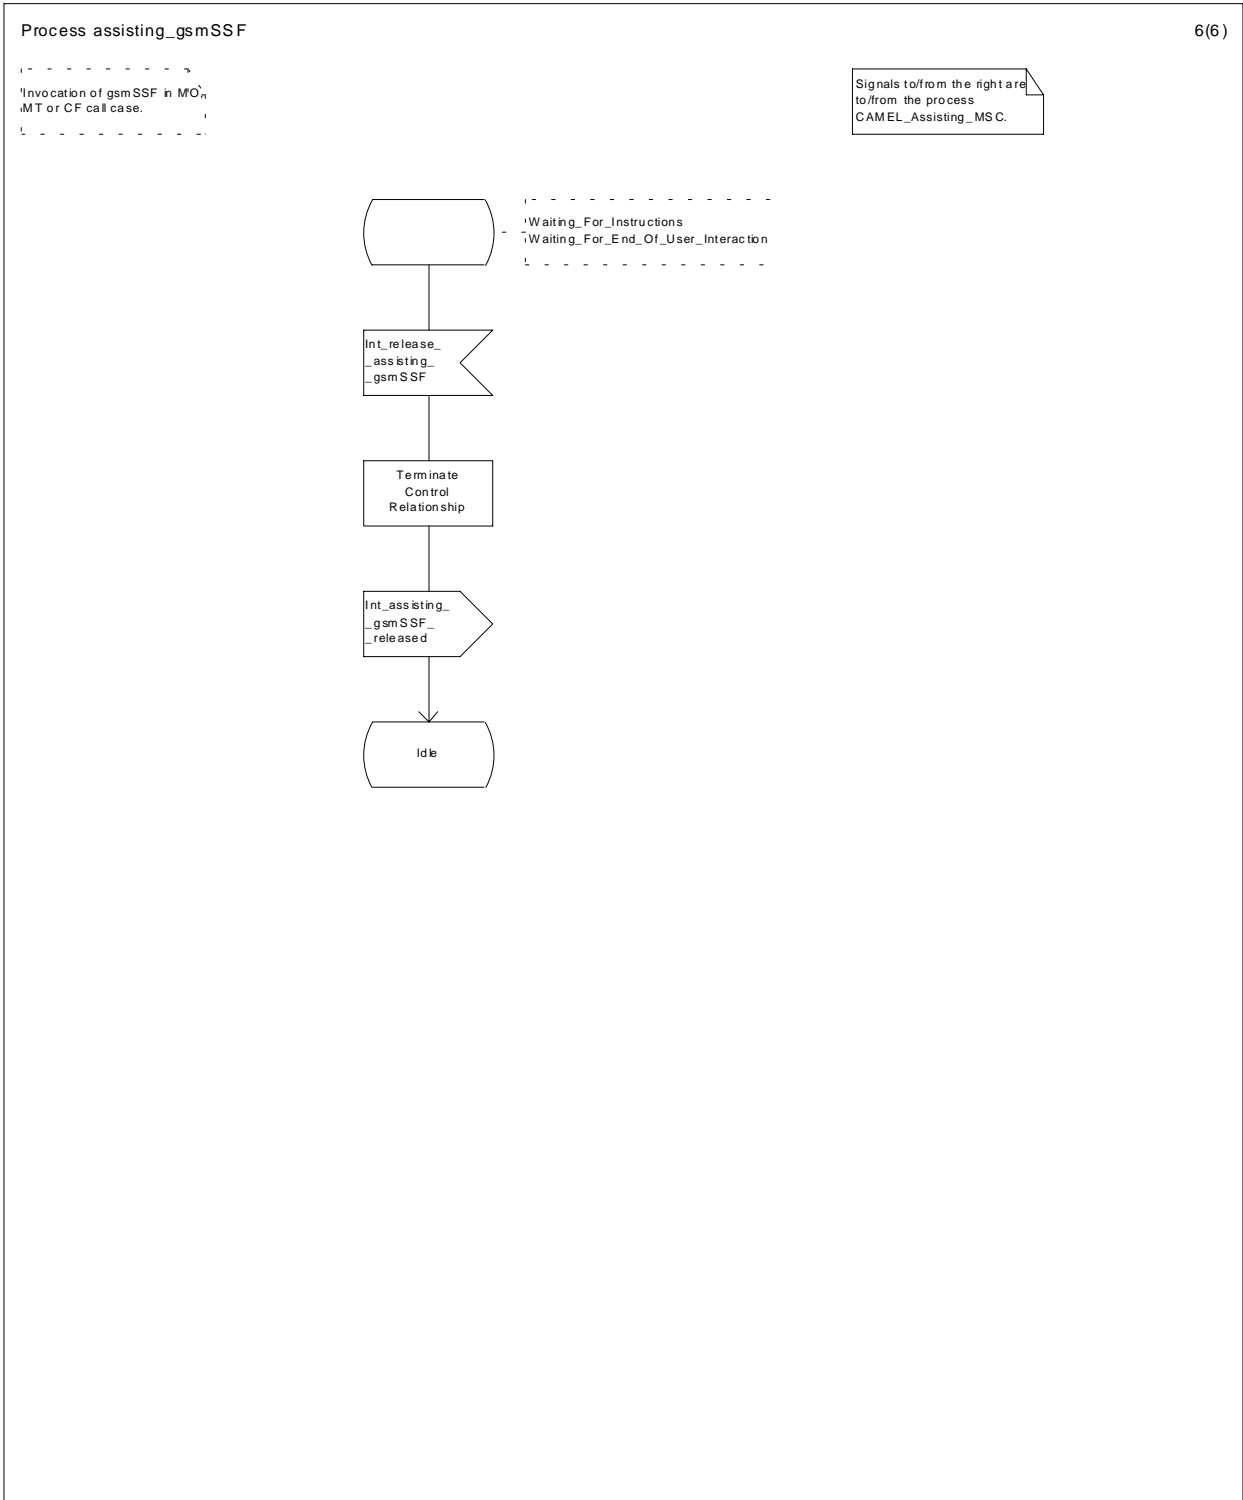 Process assisting_gsmSSF
6(6)
Invocation of gsmSSF in MO,
MT or CF call case.
Signals to/from the right are
to/from the process
CAMEL_Assisting_MSC.
Waiting_For_Instructions
Waiting_For_End_Of_User_Interaction
Int_release_
_assisting_
_gsmSSF
Terminate
Control
Relationship
Int_assisting_
_gsmSSF_
_released
Idle